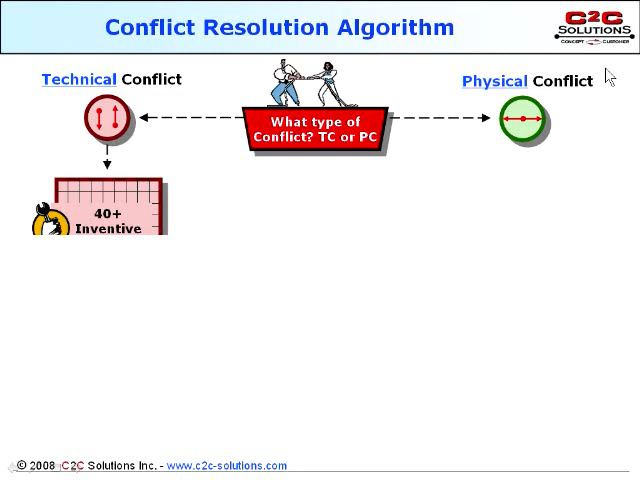 Conflict Resolution Algorithm
C2C
SOLUTIONS
CONCEPT CUSTOMER
Technical Conflict
Physical Conflict
What type of
Conflict? TC or PC
40+
Inventive
© 2008 C2C Solutions Inc. - www.c2c-solutions.com